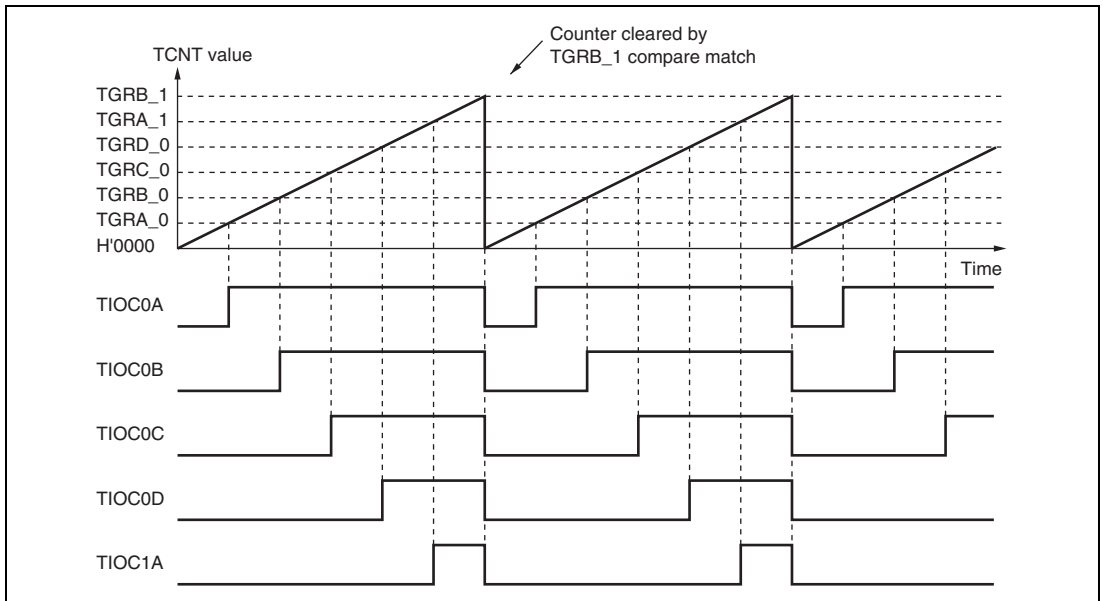 Counter cleared by
TGRB_1 compare match
TCNT value
TGRB_1
TGRA_1
TGRD_0
TGRC_0
TGRB_0
TGRA_0
H'0000
Time
TIOC0A
TIOC0B
TIOC0C
TIOC0D
TIOC1A